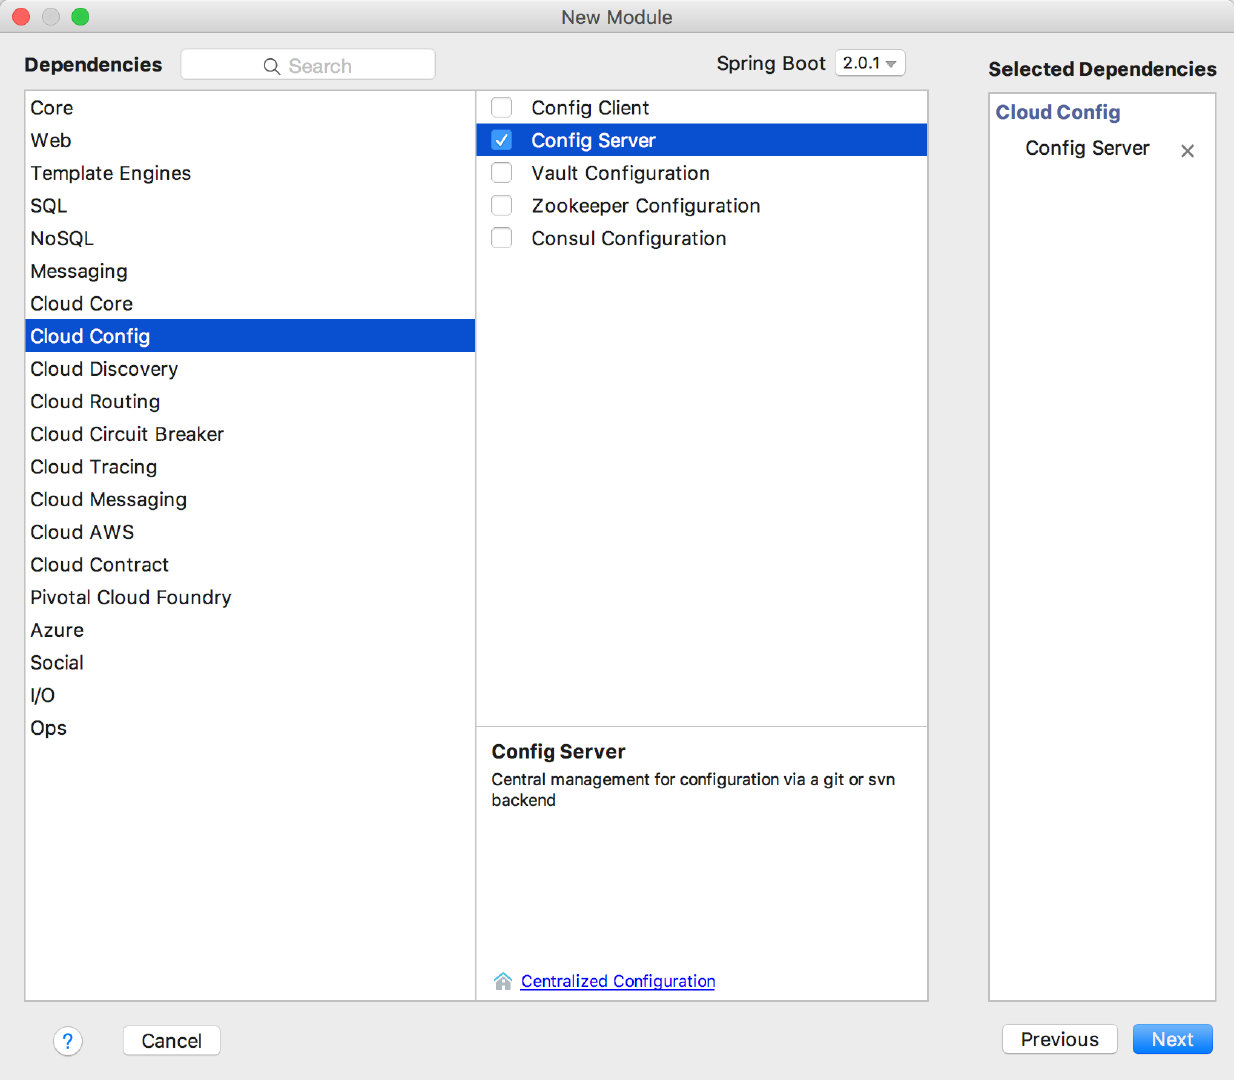 New Module
Dependencies
Search
Spring Boot 2.0.1
Selected Dependencies
Core
Web
Template Engines
SQL
NoSQL
Messaging
Cloud Core
Cloud Config
Cloud Discovery
Cloud Routing
Cloud Circuit Breaker
Cloud Tracing
Cloud Messaging
Cloud AWS
Cloud Contract
Pivotal Cloud Foundry
Azure
Social
I/O
Ops
Config Client
Config Server
Vault Configuration
Zookeeper Configuration
Consul Configuration
Config Server
Central management for configuration via a git or svn
backend
Centralized Configuration
Cloud Config
Config Server
?
Cancel
Previous
Next